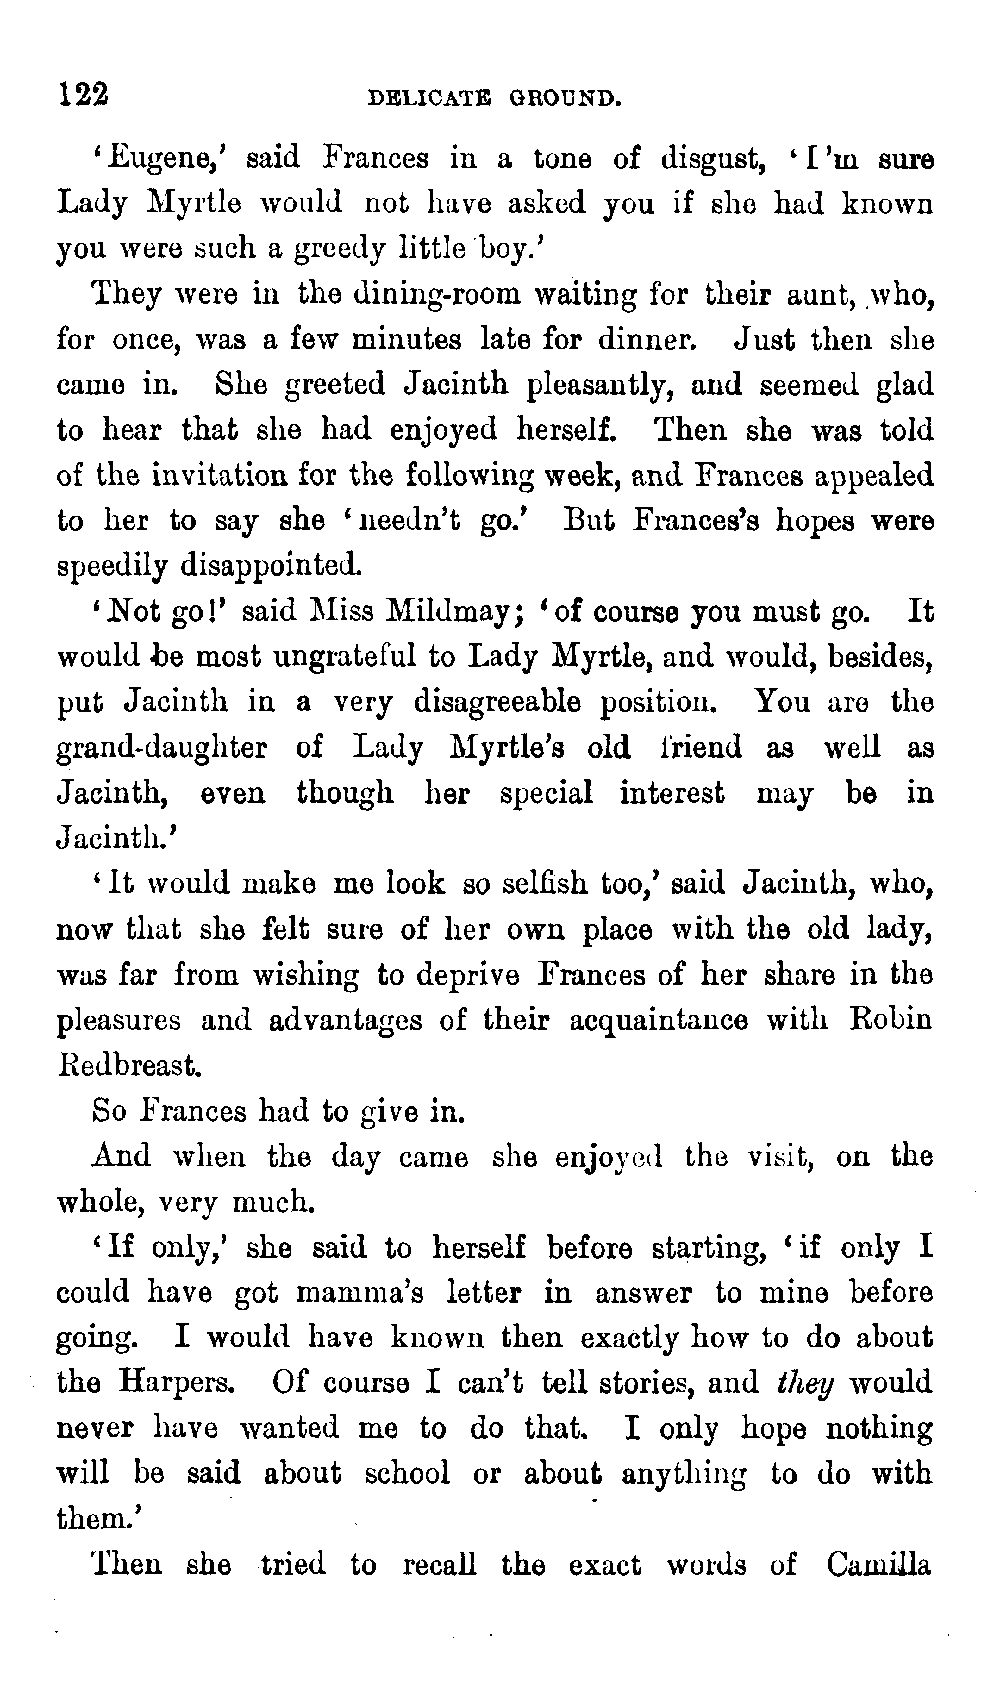 122 DELICATE GROUND.
‘Eugene,’ said Frances in a tone of disgust, ‘I’m sure
Lady Myrtle would not have asked you if she had known
you were such a greedy little boy.’
They were in the dining-room waiting for their aunt, who,
for once, was a few minutes late for dinner. Just then she
came in. She greeted Jacinth pleasantly, and seemed glad
to hear that she had enjoyed herself. Then she was told
of the invitation for the following week, and Frances appealed
to her to say she ‘needn’t go.’ But Frances’s hopes were
speedily disappointed.
‘Not go!’ said Miss Mildmay; ‘of course you must go. It
would be most ungrateful to Lady Myrtle, and would, besides,
put Jacinth in a very disagreeable position. You are the
grand-daughter of Lady Myrtle’s old friend as well as
Jacinth, even though her special interest may be in
Jacinth.’
‘It would make me look so selfish too,’ said Jacinth, who,
now that she felt sure of her own place with the old lady,
was far from wishing to deprive Frances of her share in the
pleasures and advantages of their acquaintance with Robin
Redbreast.
So Frances had to give in.
And when the day came she enjoyed the visit, on the
whole, very much.
‘If only,’ she said to herself before starting, ‘if only I
could have got mamma’s letter in answer to mine before
going. I would have known then exactly how to do about
the Harpers. Of course I can’t tell stories, and they would
never have wanted me to do that. I only hope nothing
will be said about school or about anything to do with
them.’
Then she tried to recall the exact words of Camilla